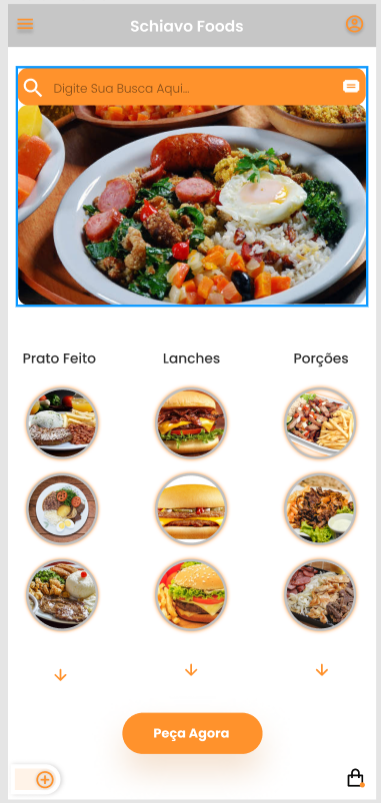 Schiavo Foods
Digite Sua Busca Aqui...
Prato Feito Lanches Porções
Peça Agora